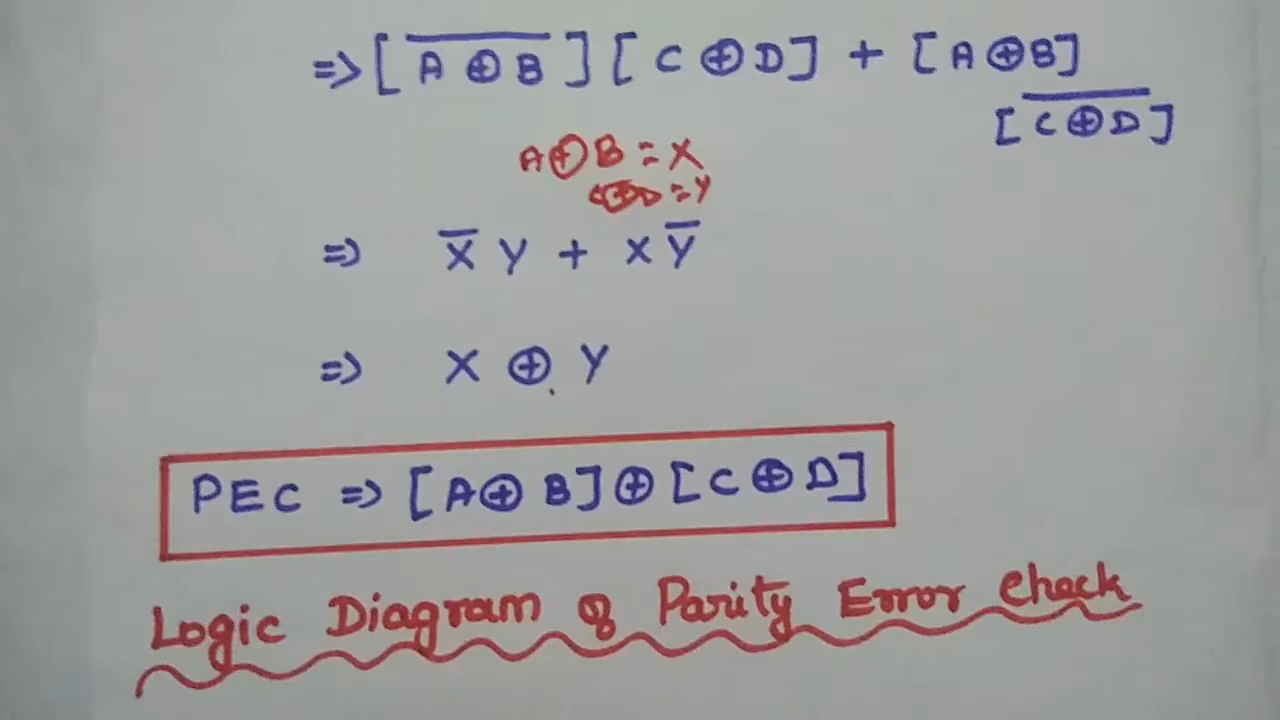 => [A̅ ̅⊕̅ ̅B̅] [C ⊕ D] + [A ⊕ B]
[C̅ ̅⊕̅ ̅D̅]
A⊕B = X
C⊕D = Y
=> X̅ Y + X Y̅
=> X ⊕ Y
PEC => [A ⊕ B] ⊕ [C ⊕ D]
Logic Diagram of Parity Error Check